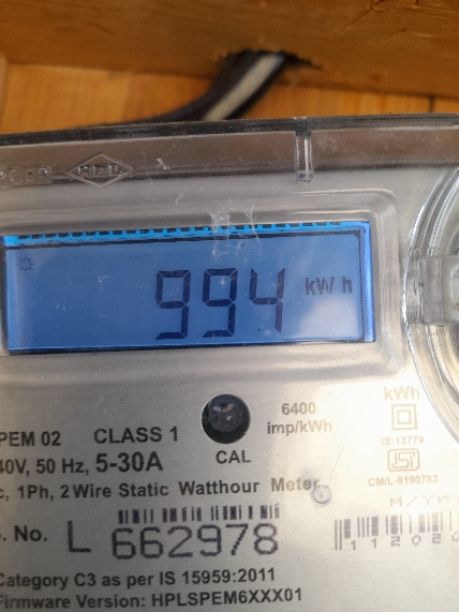 994 kWh
kWh
6400
imp/kWh
IS:13779
PEM 02 CLASS 1
40V, 50 Hz, 5-30A CAL
CM/L-9190763
c, 1Ph, 2 Wire Static Watthour Meter
. No. L 662978
Category C3 as per IS 15959:2011
Firmware Version: HPLSPEM6XXX01